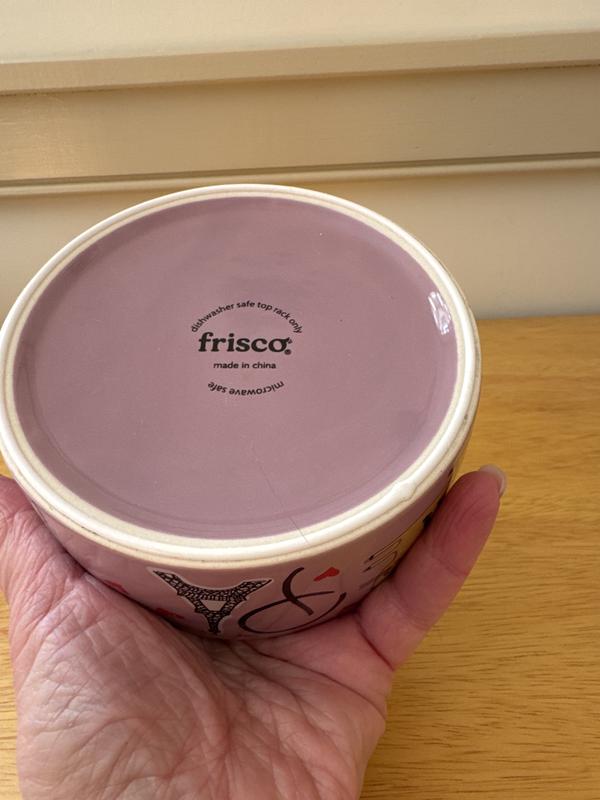 dishwasher safe top rack only
frisco®
made in china
microwave safe